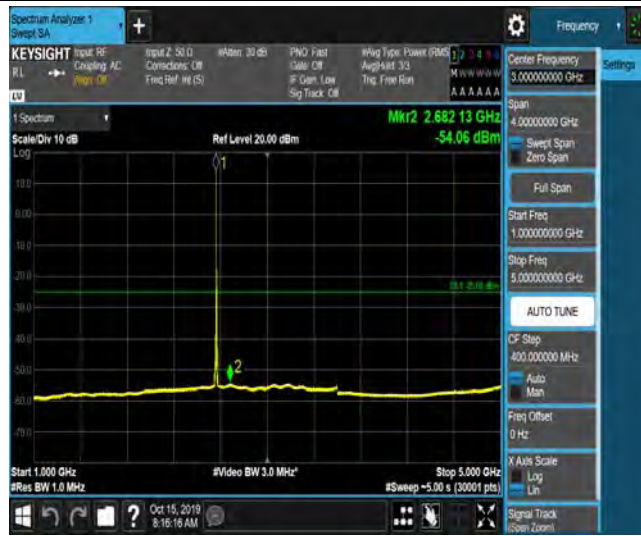 Spectrum Analyzer 1
Swept SA
+
Frequency
Settings
KEYSIGHT
RL
Input: RF
Coupling: AC
Align: Off
Input Z: 50 Ω
Corrections: Off
Freq Ref: Int (S)
#Atten: 30 dB
PNO: Fast
Gate: Off
IF Gain: Low
Sig Track: Off
#Avg Type: Power (RMS)
Avg|Hold: 3/3
Trig: Free Run
1 2 3 4 5 6
M W W W W W
A A A A A A
LV
1 Spectrum
Scale/Div 10 dB
Log
Ref Level 20.00 dBm
Mkr2 2.682 13 GHz
-54.06 dBm
1
10.0
0.00
-10.0
-20.0
-30.0
-40.0
-50.0
-60.0
-70.0
2
Start 1.000 GHz
#Res BW 1.0 MHz
#Video BW 3.0 MHz*
Stop 5.000 GHz
#Sweep ~5.00 s (30001 pts)
?
Oct 15, 2019
8:16:16 AM
Center Frequency
3.000000000 GHz
Span
4.00000000 GHz
Swept Span
Zero Span
Full Span
Start Freq
1.000000000 GHz
Stop Freq
5.000000000 GHz
AUTO TUNE
CF Step
400.000000 MHz
Auto
Man
Freq Offset
0 Hz
X Axis Scale
Log
Lin
Signal Track
(Span Zoom)